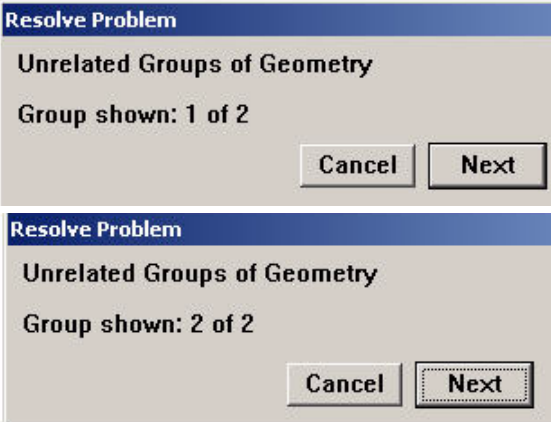 Resolve Problem
Unrelated Groups of Geometry
Group shown: 1 of 2
Cancel Next
Resolve Problem
Unrelated Groups of Geometry
Group shown: 2 of 2
Cancel Next